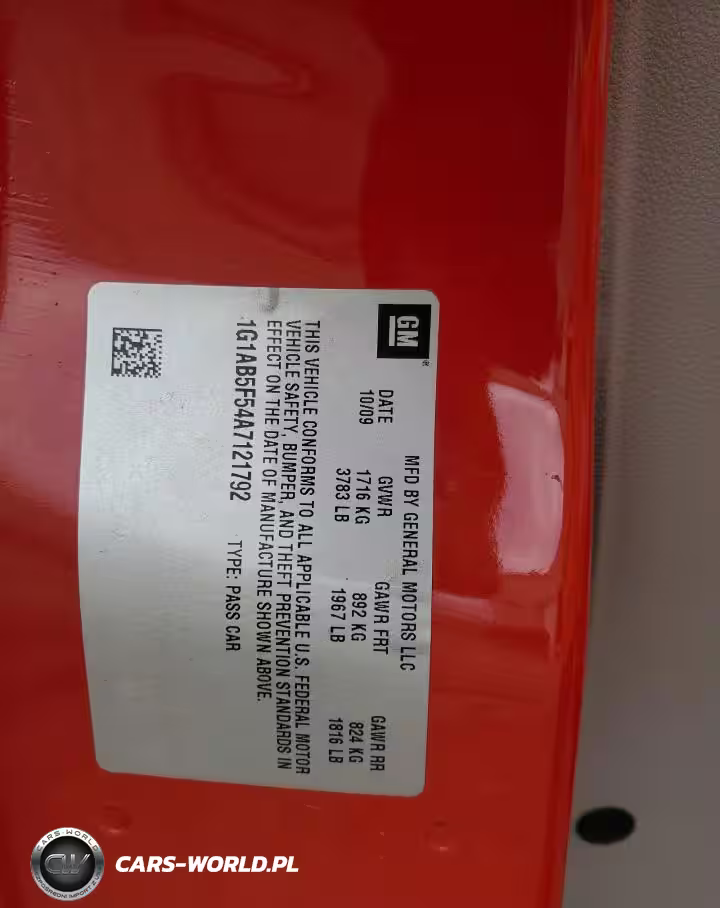 GM®
MFD BY GENERAL MOTORS LLC
DATE GVWR GAWR FRT GAWR RR
10/09 1716 KG 892 KG 824 KG
3783 LB 1967 LB 1816 LB
THIS VEHICLE CONFORMS TO ALL APPLICABLE U.S. FEDERAL MOTOR
VEHICLE SAFETY, BUMPER, AND THEFT PREVENTION STANDARDS IN
EFFECT ON THE DATE OF MANUFACTURE SHOWN ABOVE.
1G1AB5F54A7121792 TYPE: PASS CAR
CARS-WORLD
CW
CARS-WORLD.PL